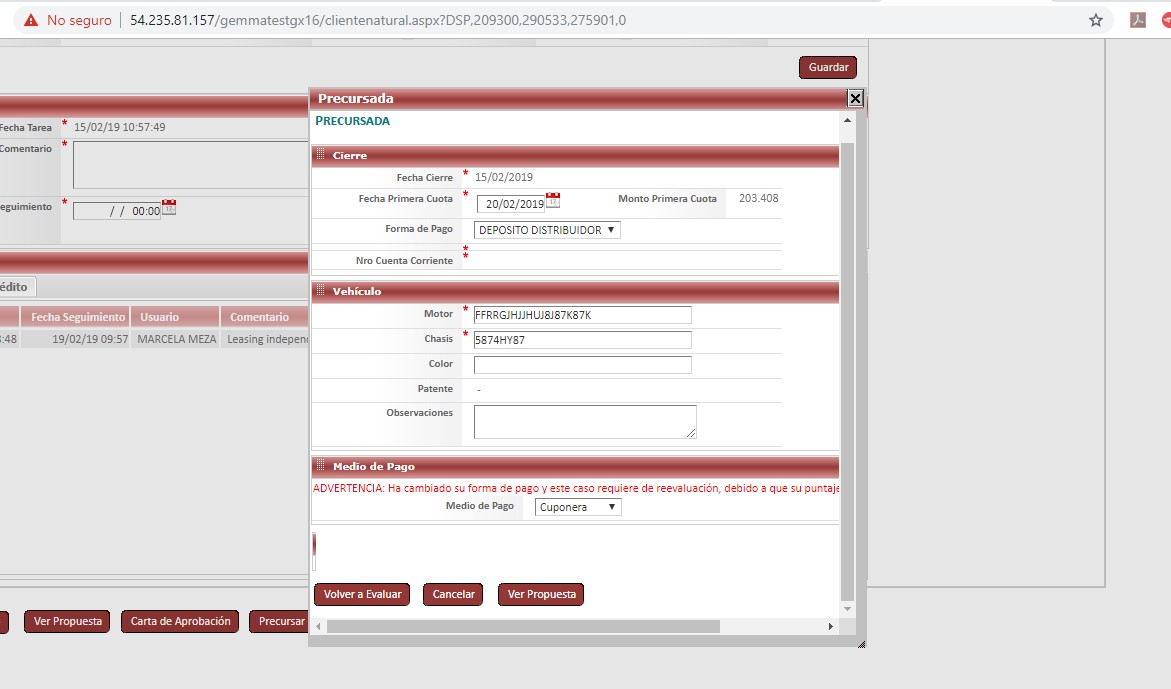 No seguro | 54.235.81.157/gemmatestgx16/clientenatural.aspx?DSP,209300,290533,275901,0
Guardar
Fecha Tarea * 15/02/19 10:57:49
Comentario *
eguimiento * / / 00:00
édito
Fecha Seguimiento Usuario Comentario
:48 19/02/19 09:57 MARCELA MEZA Leasing independ
Precursada
PRECURSADA
Cierre
Fecha Cierre * 15/02/2019
Fecha Primera Cuota * 20/02/2019 Monto Primera Cuota 203.408
Forma de Pago DEPOSITO DISTRIBUIDOR
*
Nro Cuenta Corriente *
Vehículo
Motor * FFRRGJHJJHUJ8J87K87K
Chasis * 5874HY87
Color
Patente -
Observaciones
Medio de Pago
ADVERTENCIA: Ha cambiado su forma de pago y este caso requiere de reevaluación, debido a que su puntaje
Medio de Pago Cuponera
Volver a Evaluar Cancelar Ver Propuesta
Ver Propuesta Carta de Aprobación Precursar